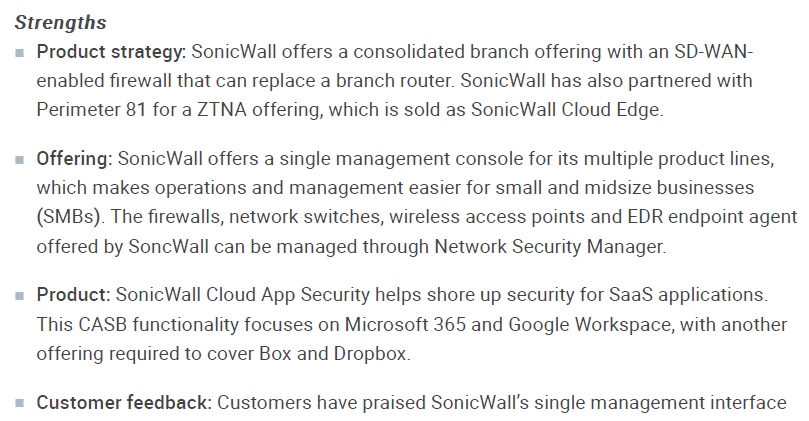 Strengths
Product strategy: SonicWall offers a consolidated branch offering with an SD-WAN-
enabled firewall that can replace a branch router. SonicWall has also partnered with
Perimeter 81 for a ZTNA offering, which is sold as SonicWall Cloud Edge.
Offering: SonicWall offers a single management console for its multiple product lines,
which makes operations and management easier for small and midsize businesses
(SMBs). The firewalls, network switches, wireless access points and EDR endpoint agent
offered by SoncWall can be managed through Network Security Manager.
Product: SonicWall Cloud App Security helps shore up security for SaaS applications.
This CASB functionality focuses on Microsoft 365 and Google Workspace, with another
offering required to cover Box and Dropbox.
Customer feedback: Customers have praised SonicWall’s single management interface